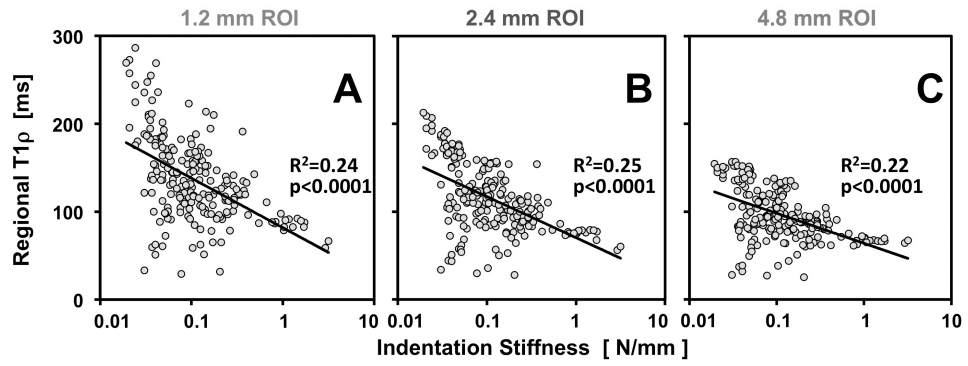 1.2 mm ROI
2.4 mm ROI
4.8 mm ROI
Regional T1ρ [ms]
300
200
100
0
A
R²=0.24
p<0.0001
B
R²=0.25
p<0.0001
C
R²=0.22
p<0.0001
0.01 0.1 1 10
0.01 0.1 1 10
0.01 0.1 1 10
Indentation Stiffness [ N/mm ]